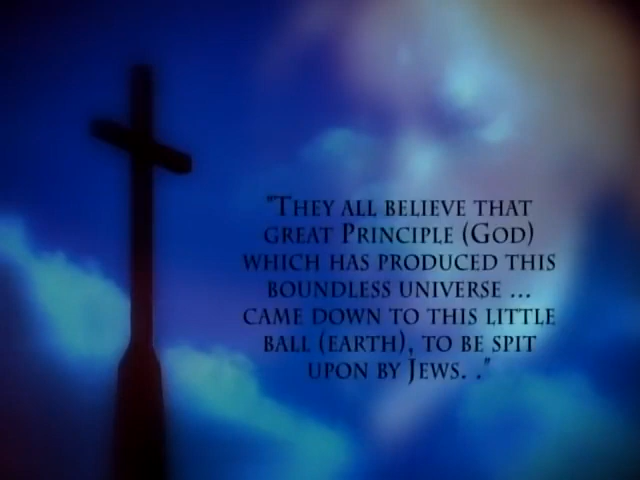 "They all believe that
great Principle (God)
which has produced this
boundless universe ...
came down to this little
ball (earth), to be spit
upon by Jews. ."